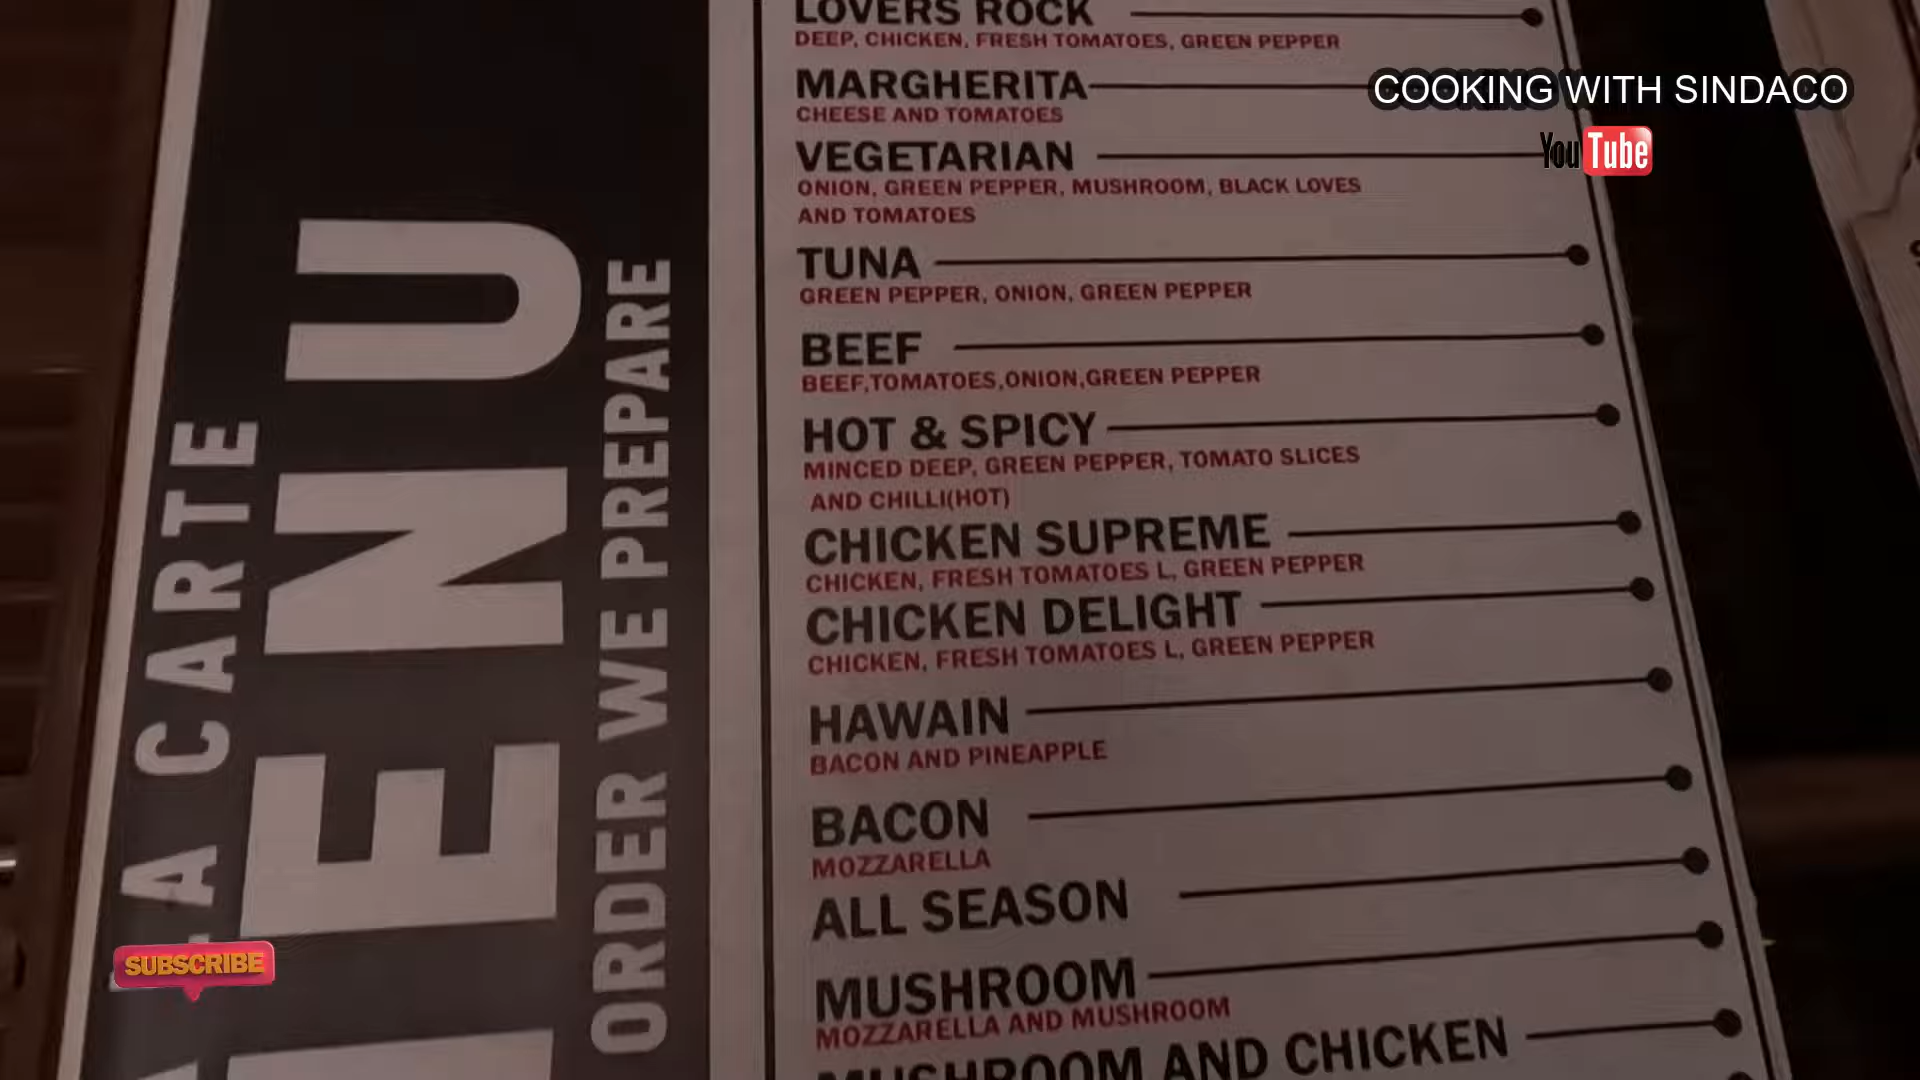 LOVERS ROCK
DEEP, CHICKEN, FRESH TOMATOES, GREEN PEPPER
MARGHERITA
CHEESE AND TOMATOES
VEGETARIAN
ONION, GREEN PEPPER, MUSHROOM, BLACK LOVES
AND TOMATOES
TUNA
GREEN PEPPER, ONION, GREEN PEPPER
BEEF
BEEF,TOMATOES,ONION,GREEN PEPPER
HOT & SPICY
MINCED DEEP, GREEN PEPPER, TOMATO SLICES
AND CHILLI(HOT)
CHICKEN SUPREME
CHICKEN, FRESH TOMATOES L, GREEN PEPPER
CHICKEN DELIGHT
CHICKEN, FRESH TOMATOES L, GREEN PEPPER
HAWAIN
BACON AND PINEAPPLE
BACON
MOZZARELLA
ALL SEASON
MUSHROOM
MOZZARELLA AND MUSHROOM
MUSHROOM AND CHICKEN
A CARTE
ENU
ORDER WE PREPARE
COOKING WITH SINDACO
YouTube
SUBSCRIBE